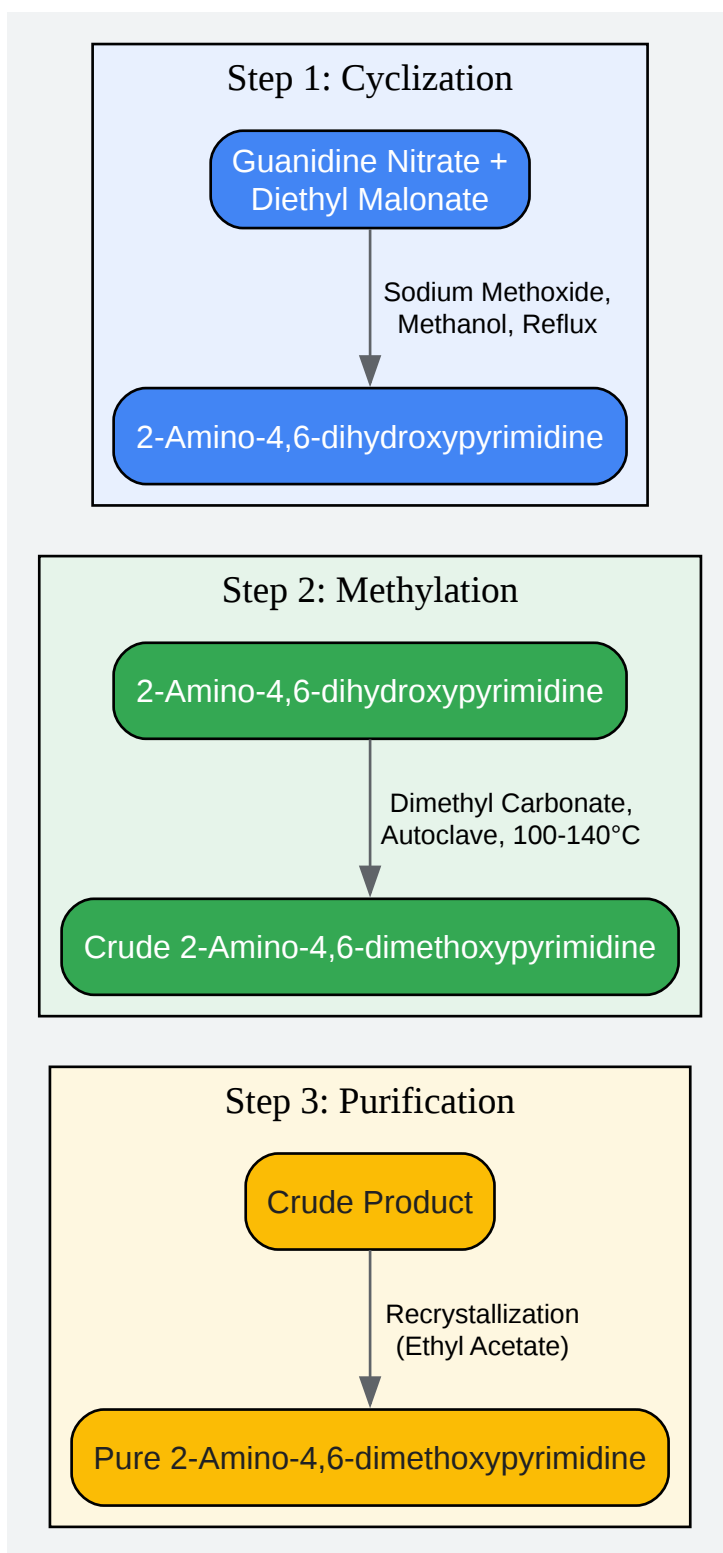 Step 1: Cyclization
Guanidine Nitrate +
Diethyl Malonate
Sodium Methoxide,
Methanol, Reflux
2-Amino-4,6-dihydroxypyrimidine
Step 2: Methylation
2-Amino-4,6-dihydroxypyrimidine
Dimethyl Carbonate,
Autoclave, 100-140°C
Crude 2-Amino-4,6-dimethoxypyrimidine
Step 3: Purification
Crude Product
Recrystallization
(Ethyl Acetate)
Pure 2-Amino-4,6-dimethoxypyrimidine